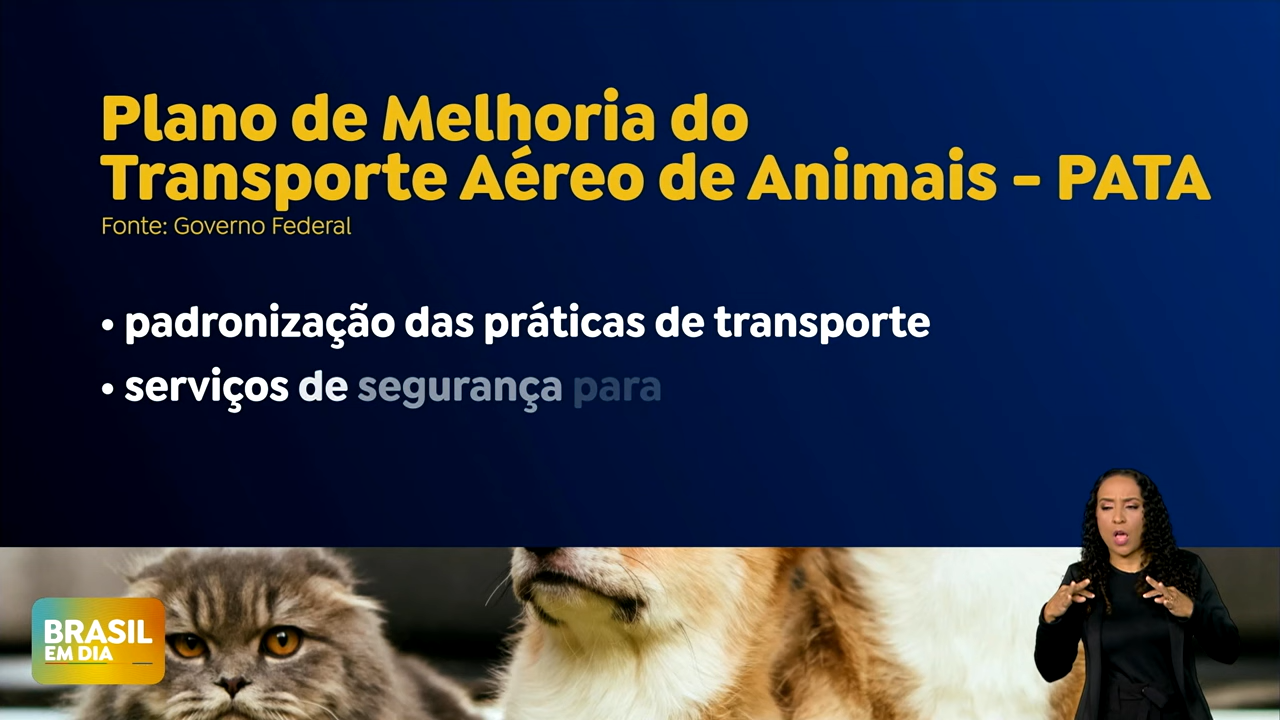 Plano de Melhoria do
Transporte Aéreo de Animais - PATA
Fonte: Governo Federal
• padronização das práticas de transporte
• serviços de segurança para
BRASIL
EM DIA